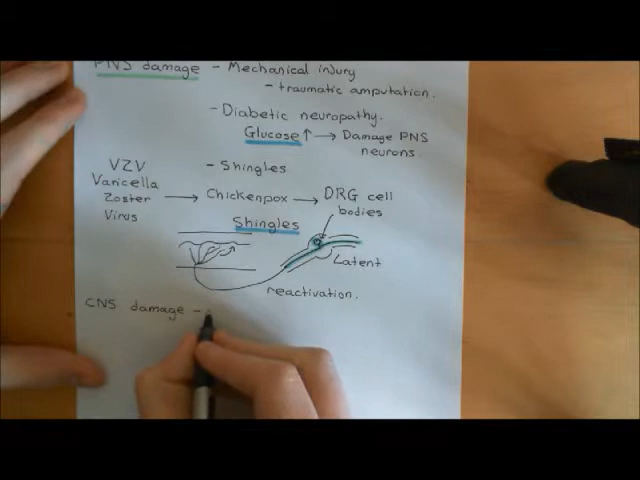 PNS damage - Mechanical injury
- traumatic amputation.
- Diabetic neuropathy.
Glucose ↑ → Damage PNS
neurons.
- Shingles
VZV
Varicella
Zoster
Virus
→ Chickenpox → DRG cell
bodies
Shingles
Latent
reactivation.
CNS damage -